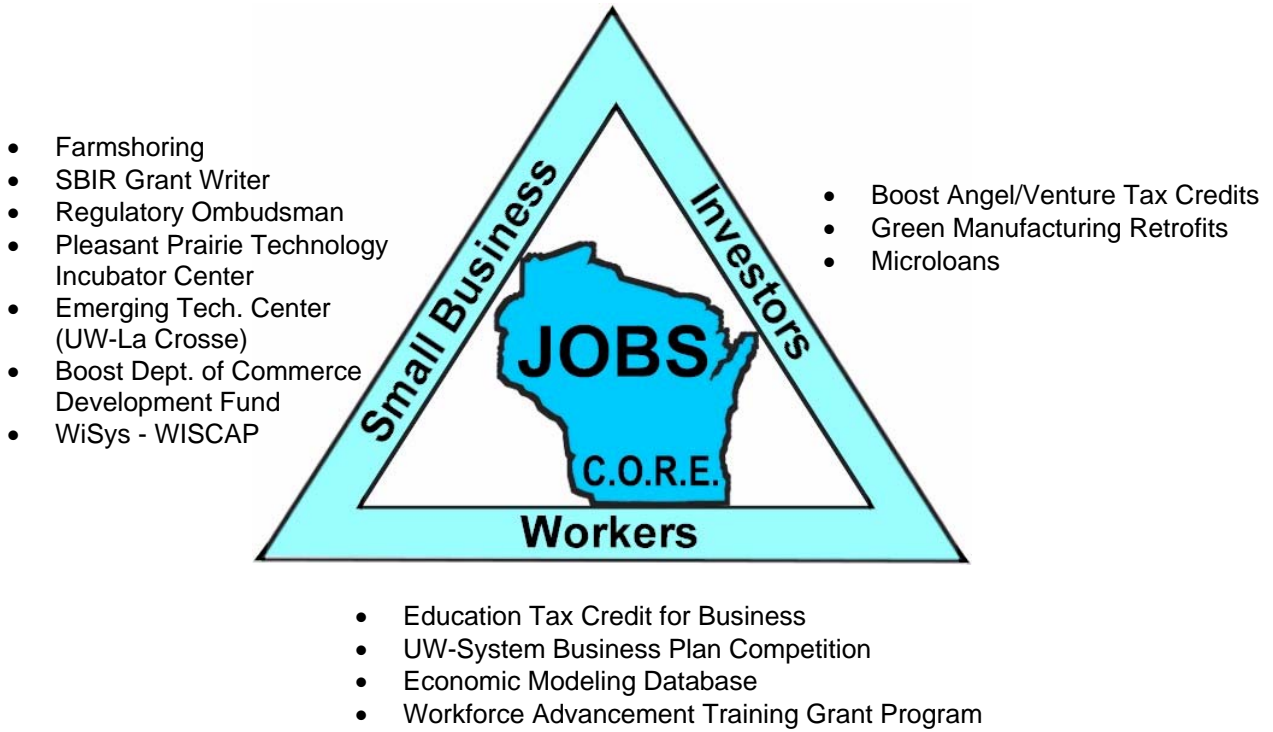 • Farmshoring
• SBIR Grant Writer
• Regulatory Ombudsman
• Pleasant Prairie Technology
Incubator Center
• Emerging Tech. Center
(UW-La Crosse)
• Boost Dept. of Commerce
Development Fund
• WiSys - WISCAP
Small Business
Investors
JOBS
C.O.R.E.
Workers
• Boost Angel/Venture Tax Credits
• Green Manufacturing Retrofits
• Microloans
• Education Tax Credit for Business
• UW-System Business Plan Competition
• Economic Modeling Database
• Workforce Advancement Training Grant Program